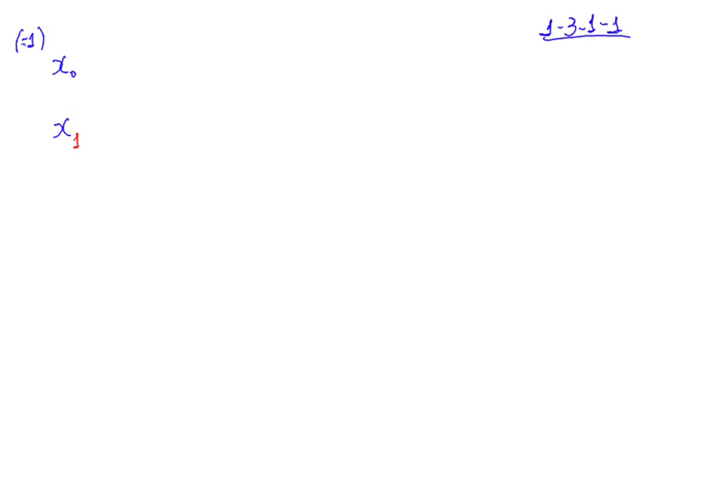 1-3-1-1
(=1)
x₀
x₁